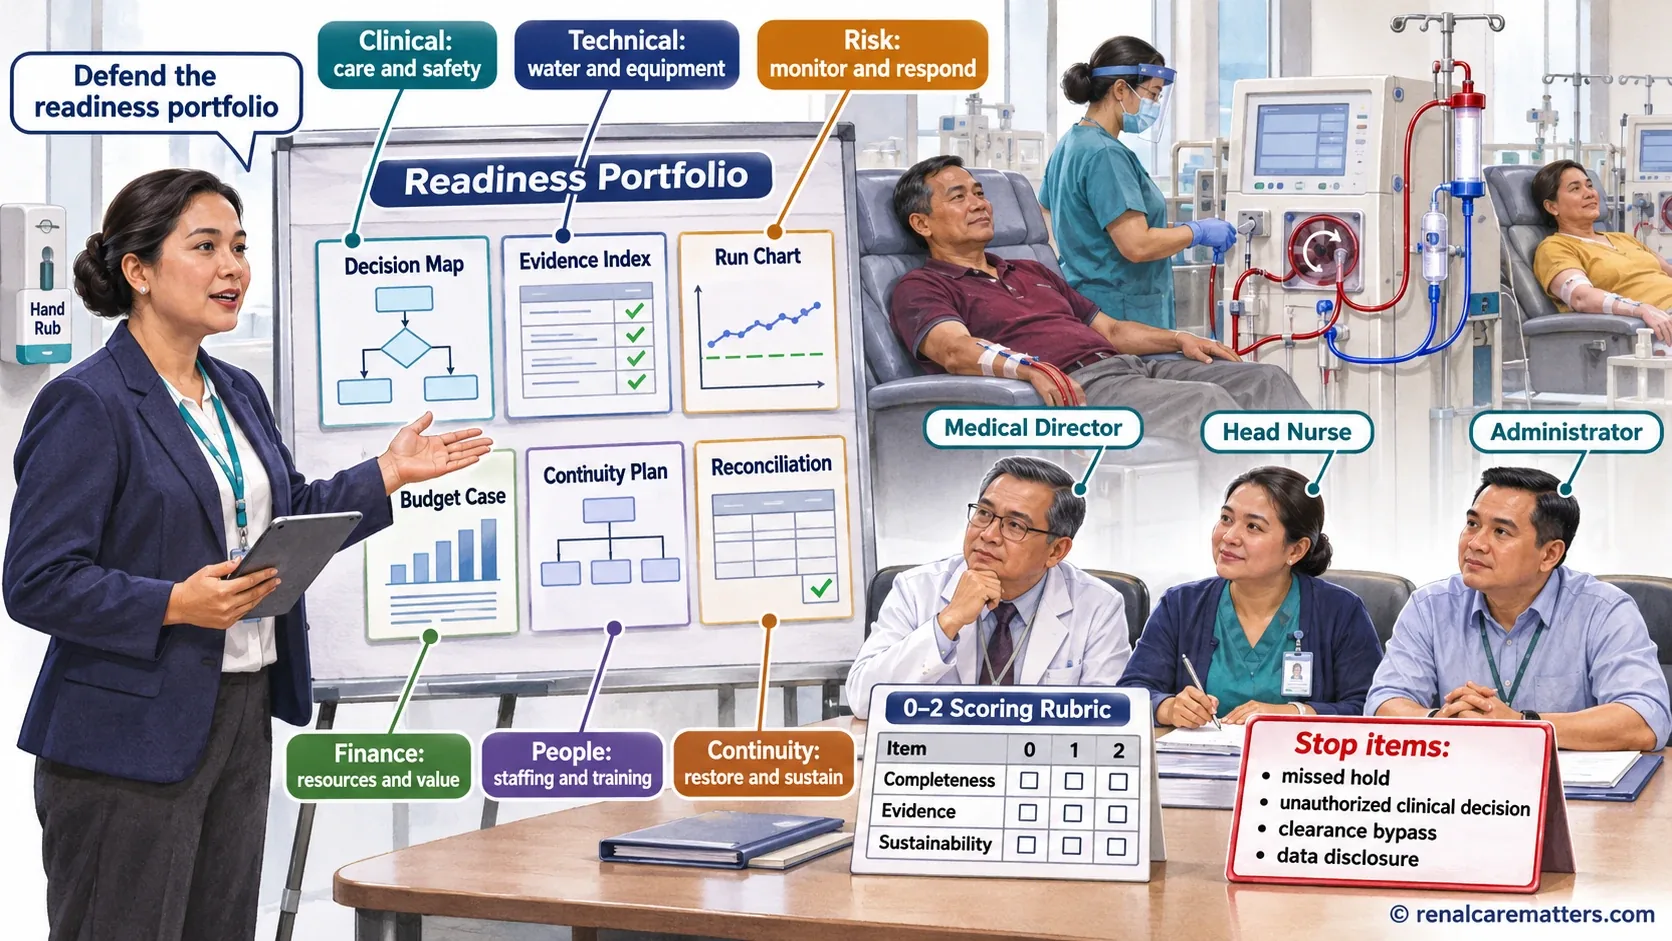 Defend the
readiness portfolio
Clinical:
care and safety
Technical:
water and equipment
Risk:
monitor and respond
Hand
Rub
Readiness Portfolio
Decision Map
Evidence Index
Run Chart
Budget Case
Continuity Plan
Reconciliation
Finance:
resources and value
People:
staffing and training
Continuity:
restore and sustain
Medical Director
Head Nurse
Administrator
0–2 Scoring Rubric
Item 0 1 2
Completeness
Evidence
Sustainability
Stop items:
• missed hold
• unauthorized clinical decision
• clearance bypass
• data disclosure
© renalcarematters.com